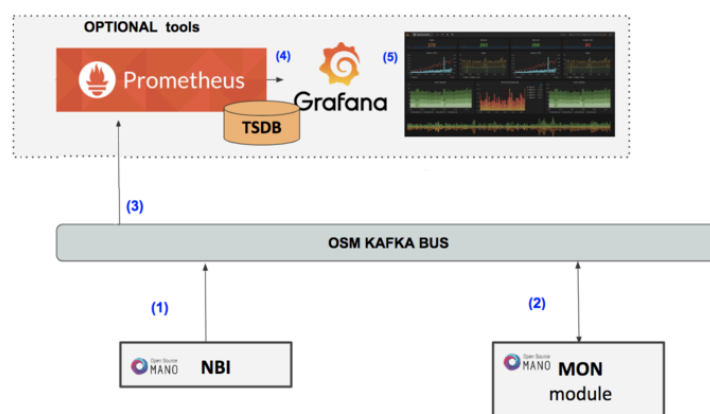 OPTIONAL tools
Prometheus
(4)
Grafana
(5)
TSDB
(3)
OSM KAFKA BUS
(1)
(2)
Open Source
MANO
NBI
Open Source
MANO
MON
module